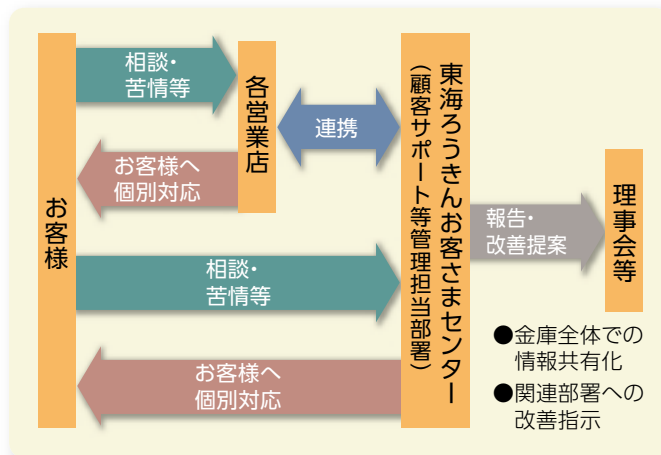 お客様
相談・
苦情等
お客様へ
個別対応
各営業店
連携
相談・
苦情等
お客様へ
個別対応
東海ろうきんお客さまセンター
（顧客サポート等管理担当部署）
報告・
改善提案
理事会等
●金庫全体での
情報共有化
●関連部署への
改善指示